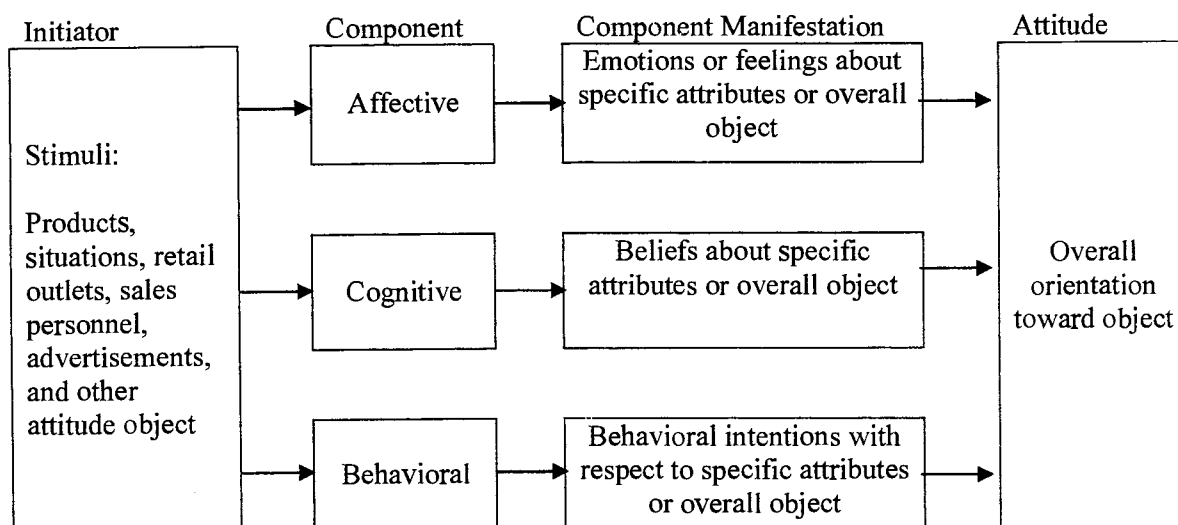 Initiator
Component
Component Manifestation
Attitude
Stimuli:
Products,
situations, retail
outlets, sales
personnel,
advertisements,
and other
attitude object
Affective
Emotions or feelings about
specific attributes or overall
object
Cognitive
Beliefs about specific
attributes or overall object
Behavioral
Behavioral intentions with
respect to specific attributes
or overall object
Overall
orientation
toward object